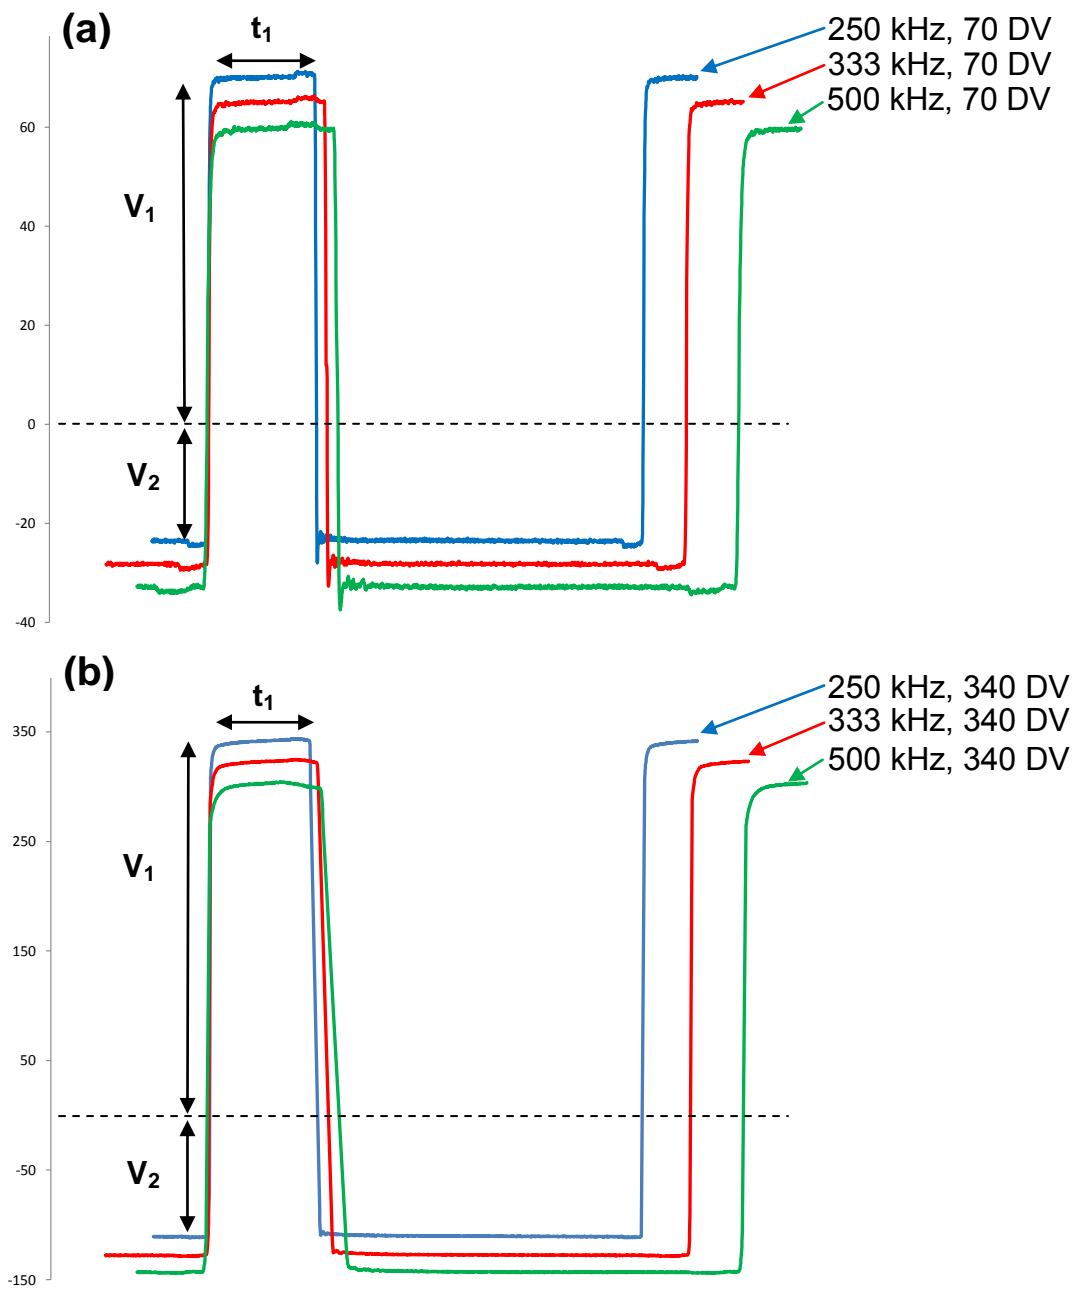 (a)
t1
250 kHz, 70 DV
333 kHz, 70 DV
500 kHz, 70 DV
60
V1
40
20
0
V2
-20
-40
(b)
t1
250 kHz, 340 DV
333 kHz, 340 DV
500 kHz, 340 DV
350
250
V1
150
50
-50
V2
-150